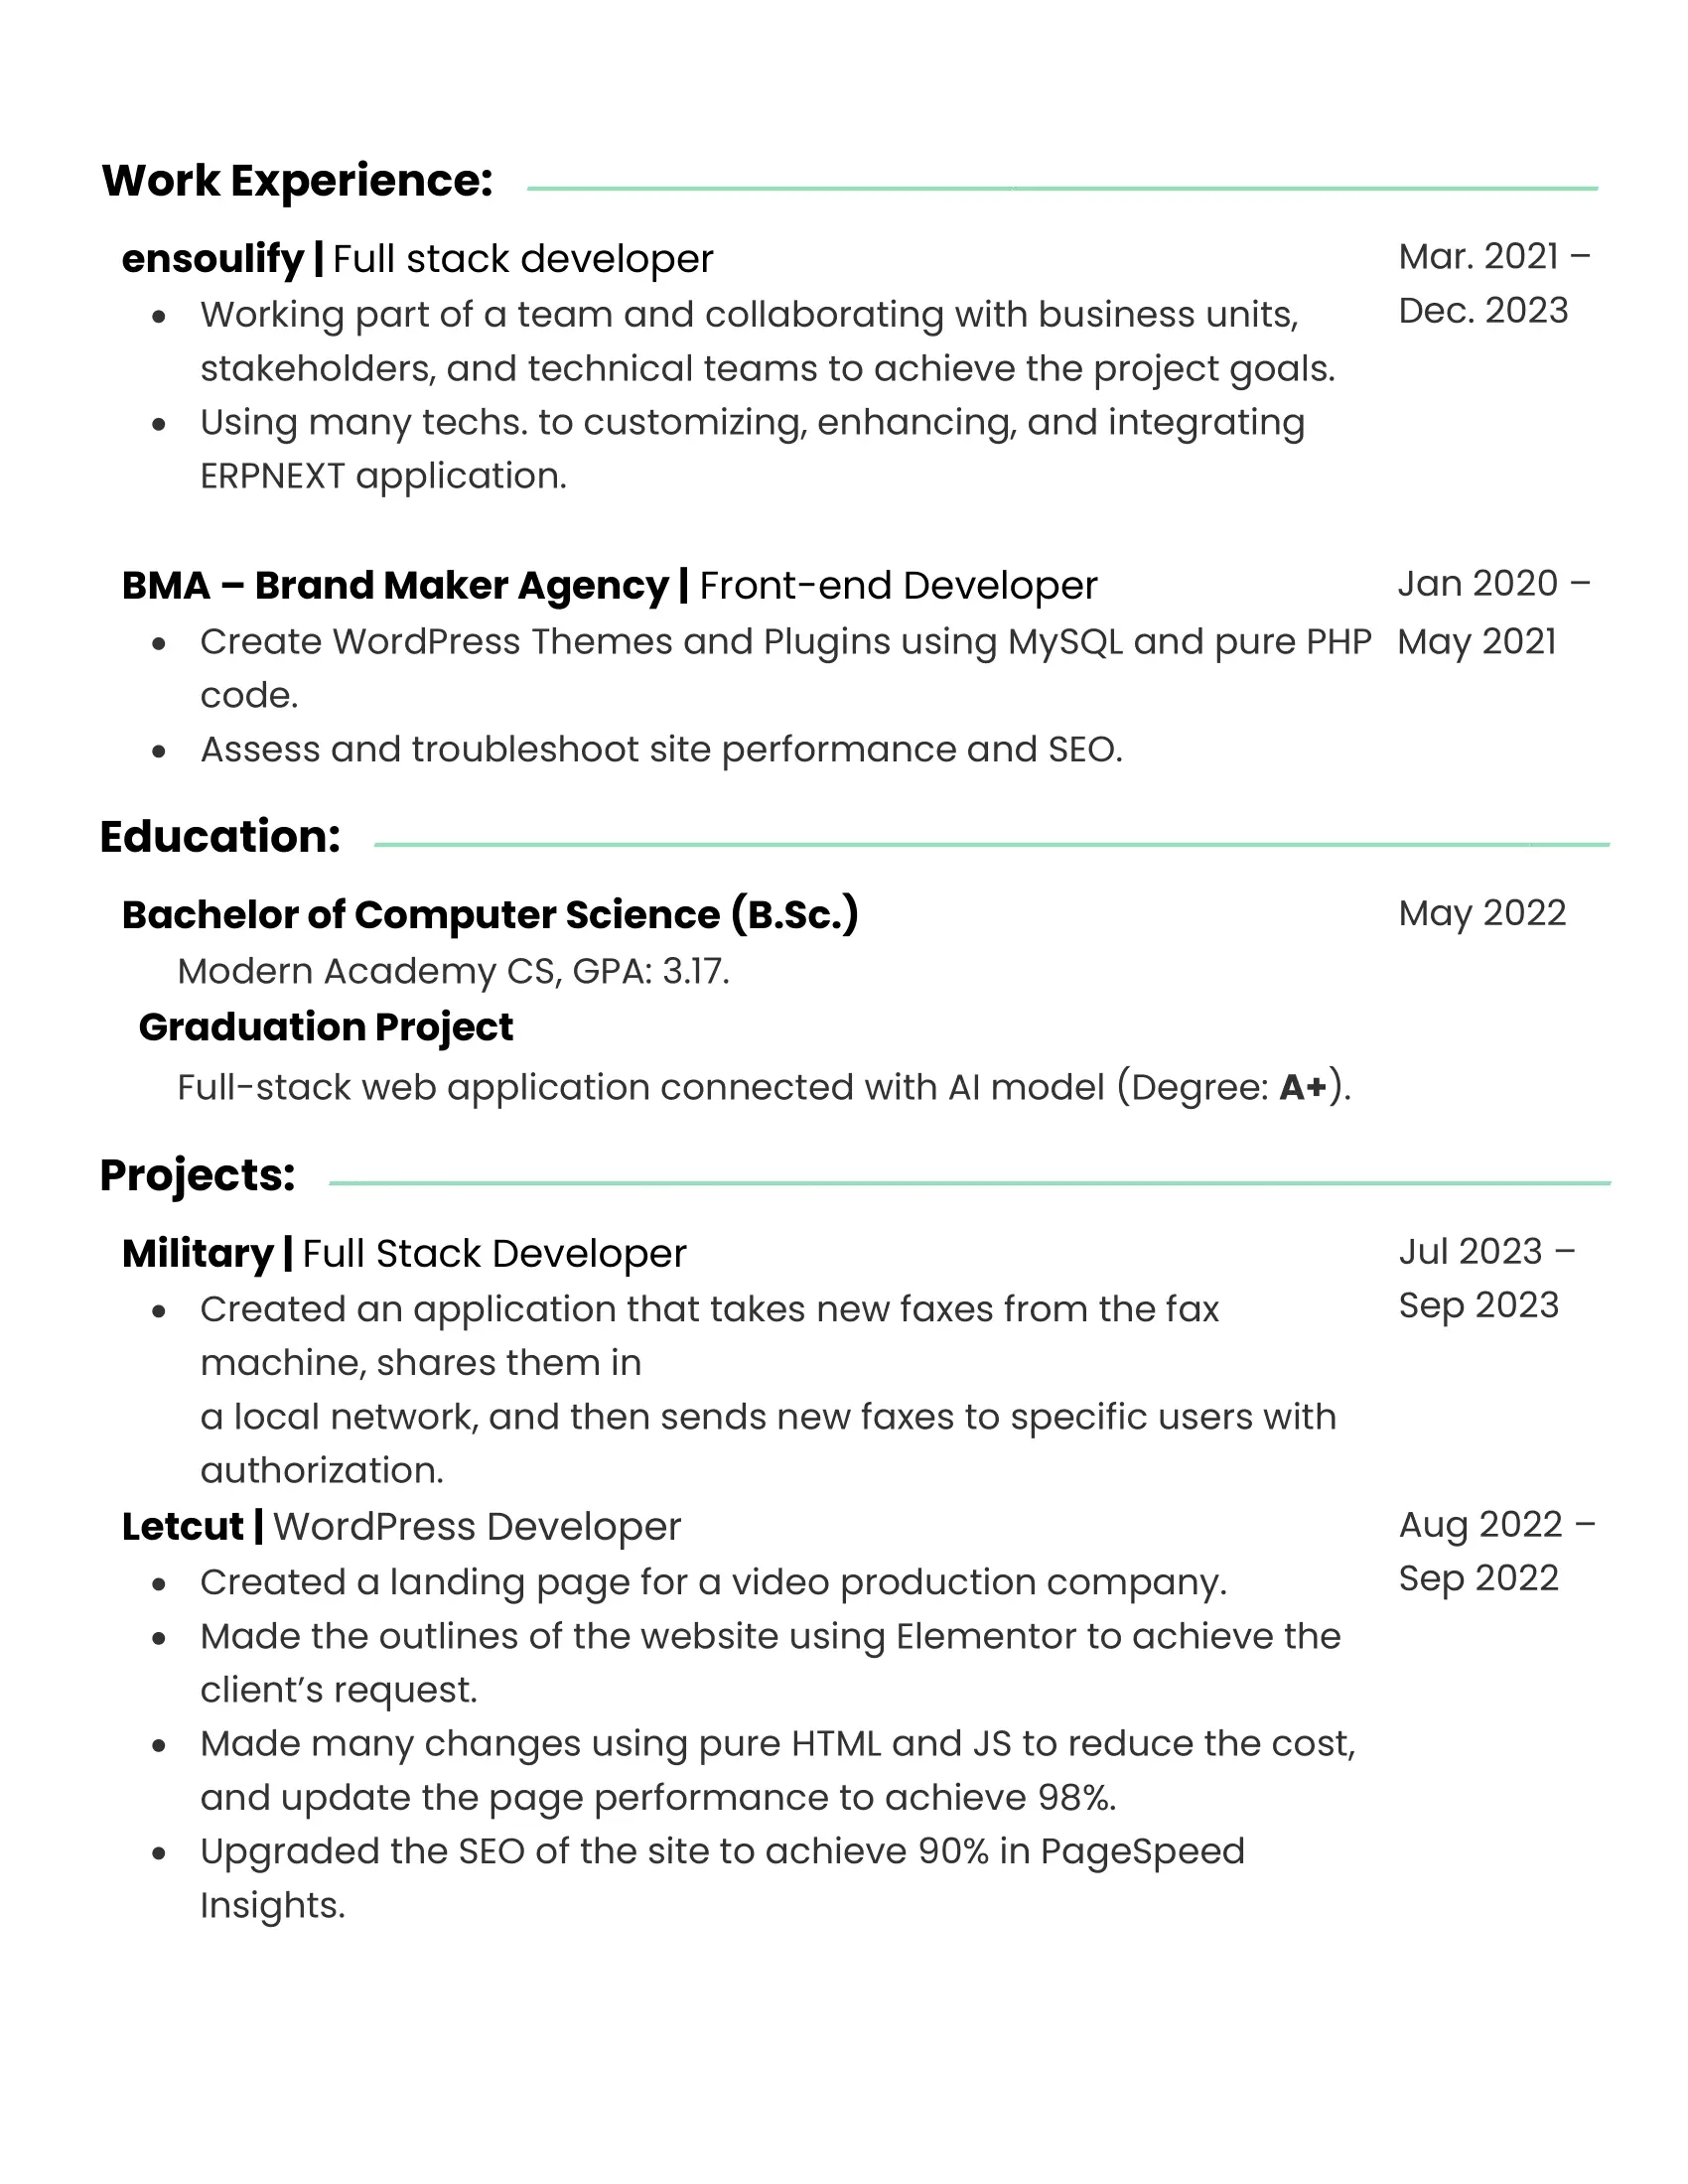 Work Experience:
ensoulify | Full stack developer
Mar. 2021 –
Dec. 2023
• Working part of a team and collaborating with business units,
stakeholders, and technical teams to achieve the project goals.
• Using many techs. to customizing, enhancing, and integrating
ERPNEXT application.
BMA – Brand Maker Agency | Front-end Developer
Jan 2020 –
May 2021
• Create WordPress Themes and Plugins using MySQL and pure PHP
code.
• Assess and troubleshoot site performance and SEO.
Education:
Bachelor of Computer Science (B.Sc.)
May 2022
Modern Academy CS, GPA: 3.17.
Graduation Project
Full-stack web application connected with AI model (Degree: A+).
Projects:
Military | Full Stack Developer
Jul 2023 –
Sep 2023
• Created an application that takes new faxes from the fax
machine, shares them in
a local network, and then sends new faxes to specific users with
authorization.
Letcut | WordPress Developer
Aug 2022 –
Sep 2022
• Created a landing page for a video production company.
• Made the outlines of the website using Elementor to achieve the
client’s request.
• Made many changes using pure HTML and JS to reduce the cost,
and update the page performance to achieve 98%.
• Upgraded the SEO of the site to achieve 90% in PageSpeed
Insights.